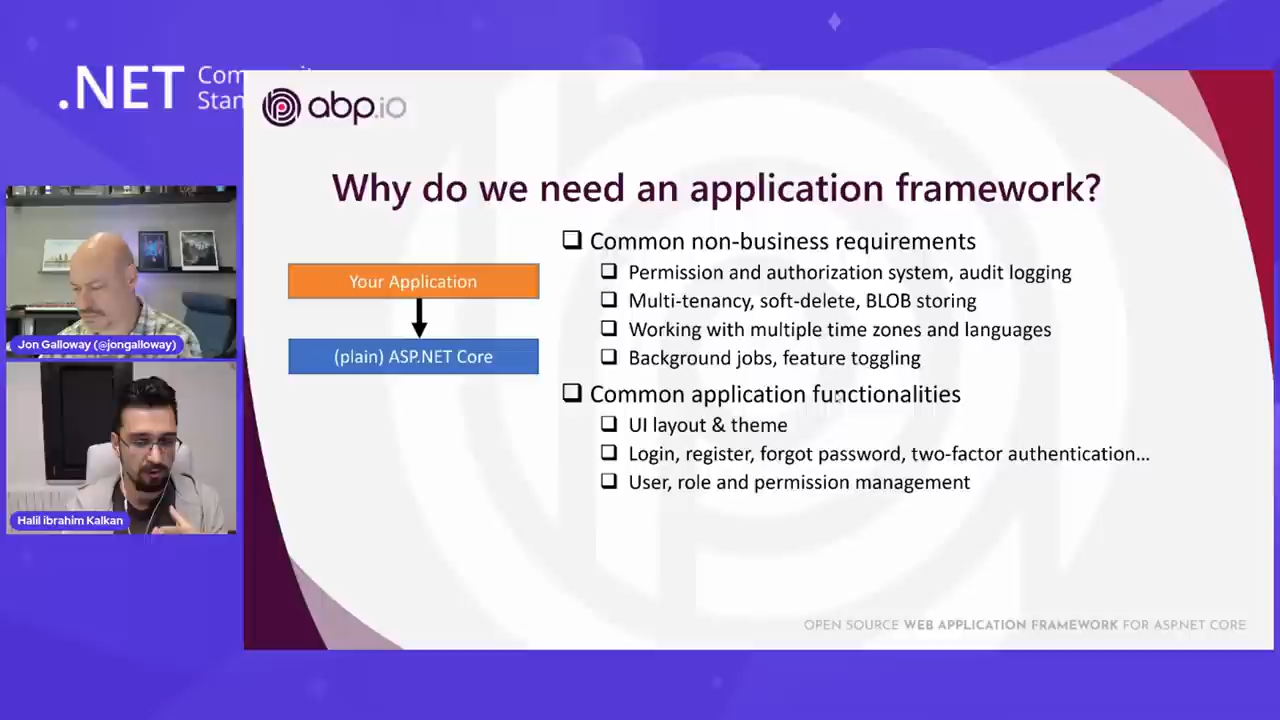 .NET
abp.io
Why do we need an application framework?
Your Application
(plain) ASP.NET Core
Common non-business requirements
Permission and authorization system, audit logging
Multi-tenancy, soft-delete, BLOB storing
Working with multiple time zones and languages
Background jobs, feature toggling
Common application functionalities
UI layout & theme
Login, register, forgot password, two-factor authentication...
User, role and permission management
Jon Galloway (@jongalloway)
Halil ibrahim Kalkan
OPEN SOURCE WEB APPLICATION FRAMEWORK FOR ASP.NET CORE